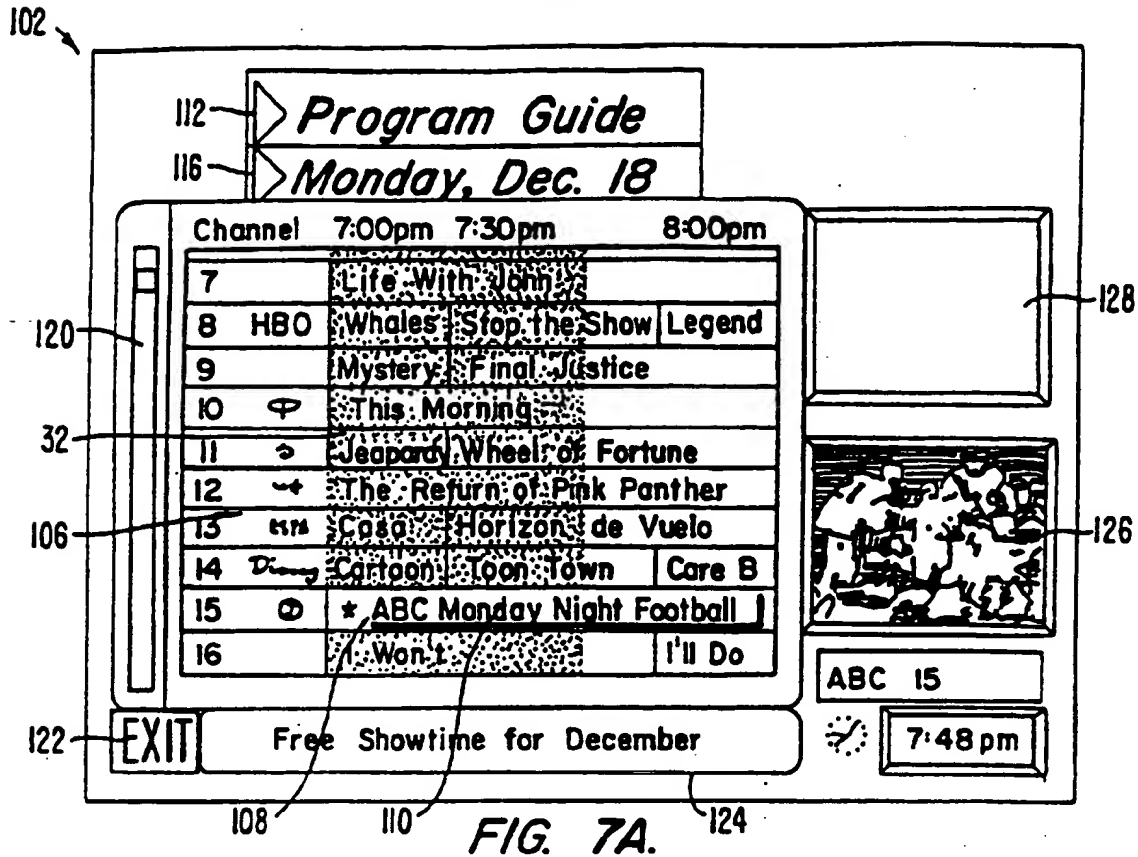 102
112 Program Guide
116 Monday, Dec. 18
Channel 7:00pm 7:30pm 8:00pm
7 Life With John
8 HBO Whales Stop the Show Legend
128
120
9 Mystery Final Justice
10 This Morning
32
11 Jeapardy Wheel of Fortune
12 The Return of Pink Panther
106
13 Casa Horizon de Vuelo
126
14 Disney Cartoon Toon Town Care B
15 * ABC Monday Night Football
16 I Won't I'll Do
ABC 15
122 EXIT Free Showtime for December
7:48 pm
108 110 124
FIG. 7A.